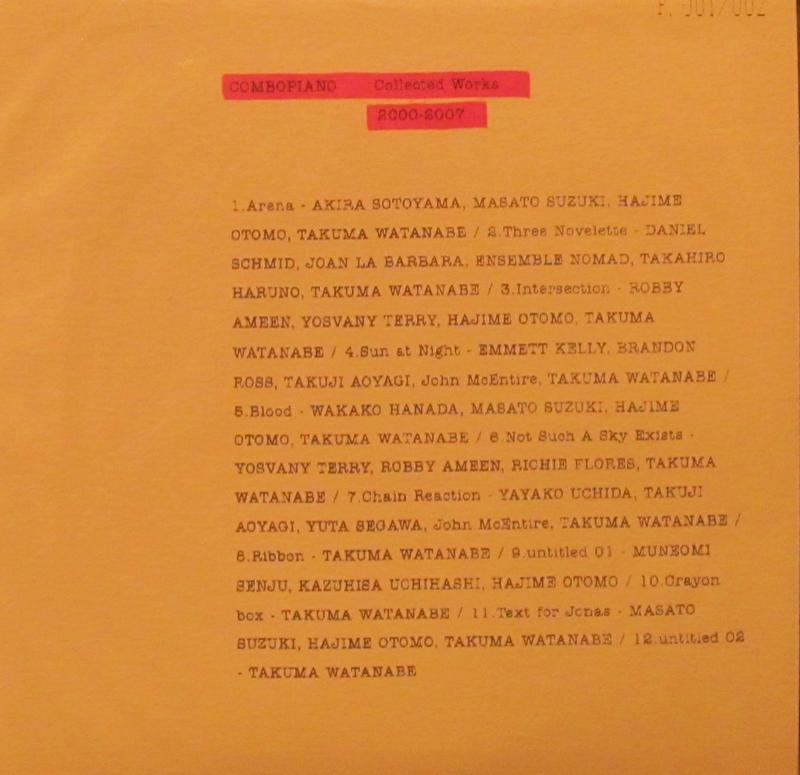 P. 001/002
COMBOPIANO Collected Works
2000-2007
1.Arena - AKIRA SOTOYAMA, MASATO SUZUKI, HAJIME
OTOMO, TAKUMA WATANABE / 2.Three Novelette - DANIEL
SCHMID, JOAN LA BARBARA, ENSEMBLE NOMAD, TAKAHIRO
HARUNO, TAKUMA WATANABE / 3.Intersection - ROBBY
AMEEN, YOSVANY TERRY, HAJIME OTOMO, TAKUMA
WATANABE / 4.Sun at Night - EMMETT KELLY, BRANDON
ROSS, TAKUJI AOYAGI, John McEntire, TAKUMA WATANABE /
5.Blood - WAKAKO HANADA, MASATO SUZUKI, HAJIME
OTOMO, TAKUMA WATANABE / 6.Not Such A Sky Exists -
YOSVANY TERRY, ROBBY AMEEN, RICHIE FLORES, TAKUMA
WATANABE / 7.Chain Reaction - YAYAKO UCHIDA, TAKUJI
AOYAGI, YUTA SEGAWA, John McEntire, TAKUMA WATANABE /
8.Ribbon - TAKUMA WATANABE / 9.untitled 01 - MUNEOMI
SENJU, KAZUHISA UCHIHASHI, HAJIME OTOMO / 10.Crayon
box - TAKUMA WATANABE / 11.Text for Jonas - MASATO
SUZUKI, HAJIME OTOMO, TAKUMA WATANABE / 12.untitled 02
- TAKUMA WATANABE